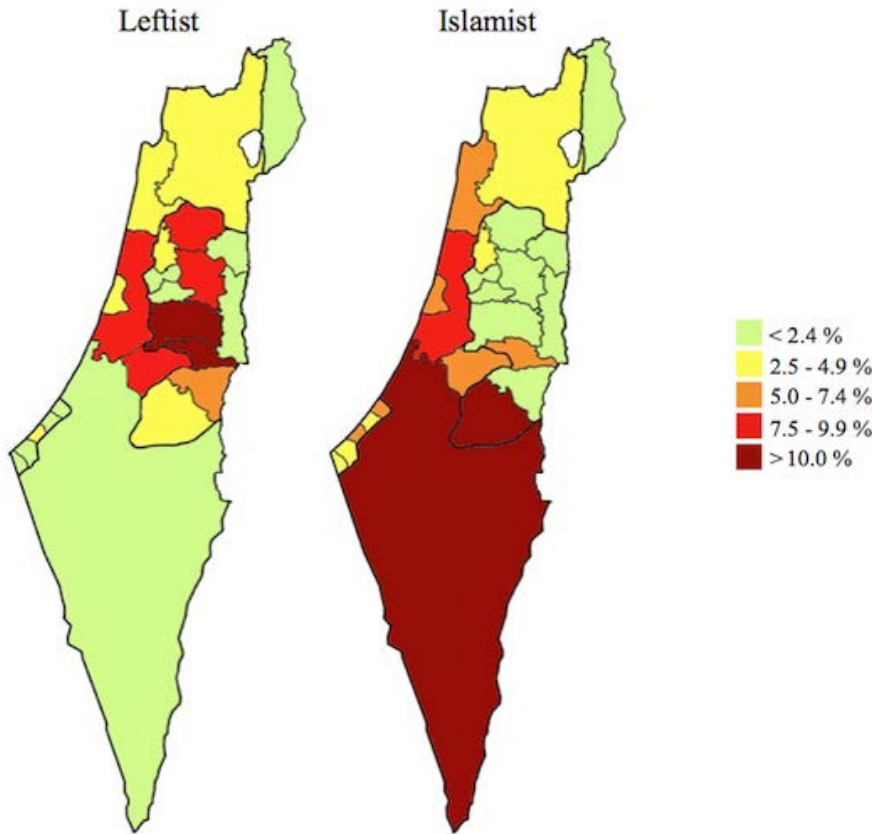 Leftist
Islamist
< 2.4 %
2.5 - 4.9 %
5.0 - 7.4 %
7.5 - 9.9 %
> 10.0 %